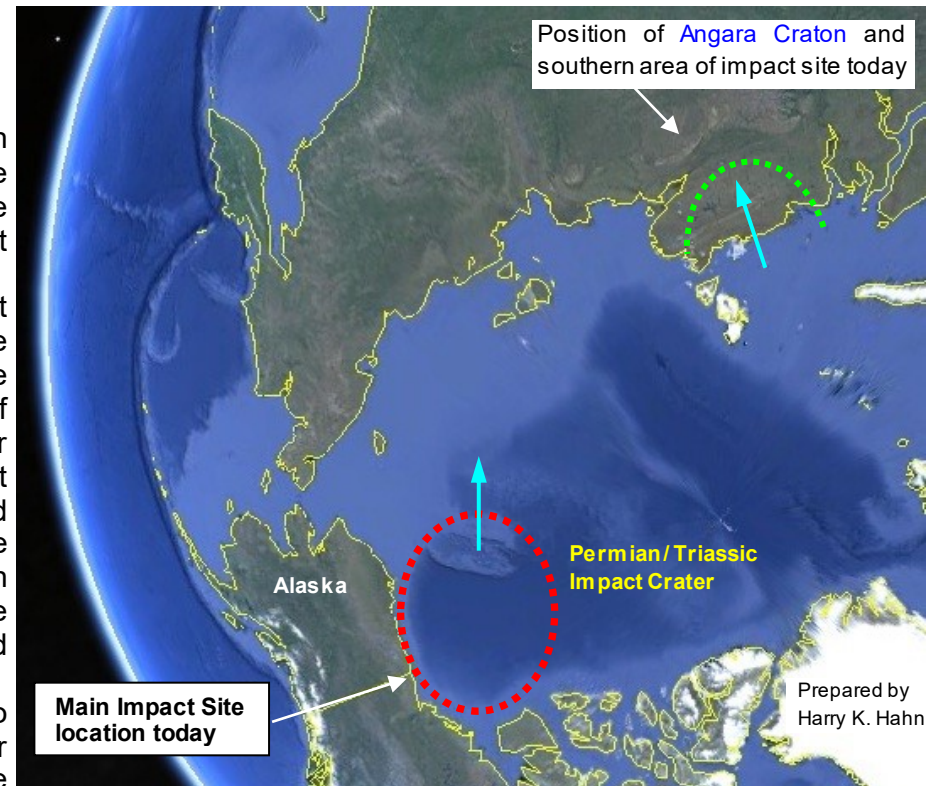 Position of Angara Craton and
southern area of impact site today
Permian/Triassic
Impact Crater
Alaska
Main Impact Site
location today
Prepared by
Harry K. Hahn